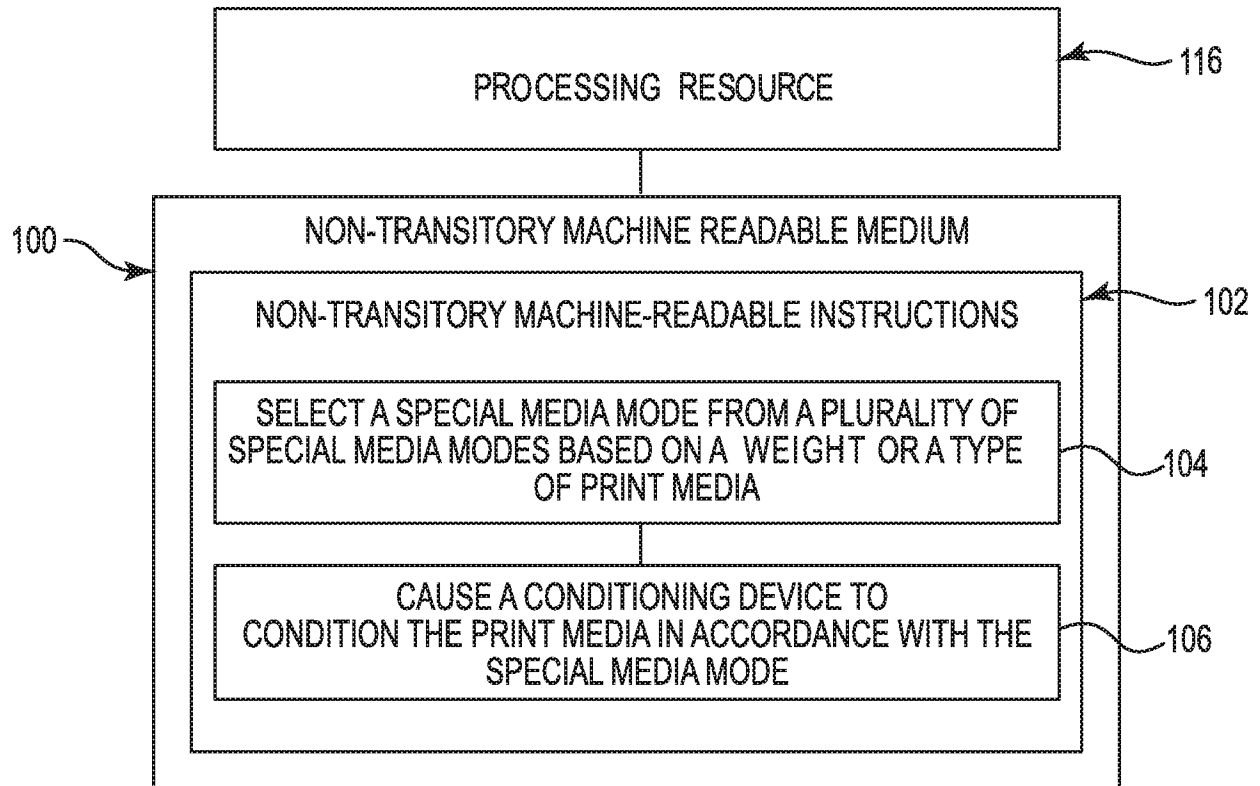 PROCESSING RESOURCE
116
100
NON-TRANSITORY MACHINE READABLE MEDIUM
NON-TRANSITORY MACHINE-READABLE INSTRUCTIONS
102
SELECT A SPECIAL MEDIA MODE FROM A PLURALITY OF
SPECIAL MEDIA MODES BASED ON A WEIGHT OR A TYPE
OF PRINT MEDIA
104
CAUSE A CONDITIONING DEVICE TO
CONDITION THE PRINT MEDIA IN ACCORDANCE WITH THE
SPECIAL MEDIA MODE
106